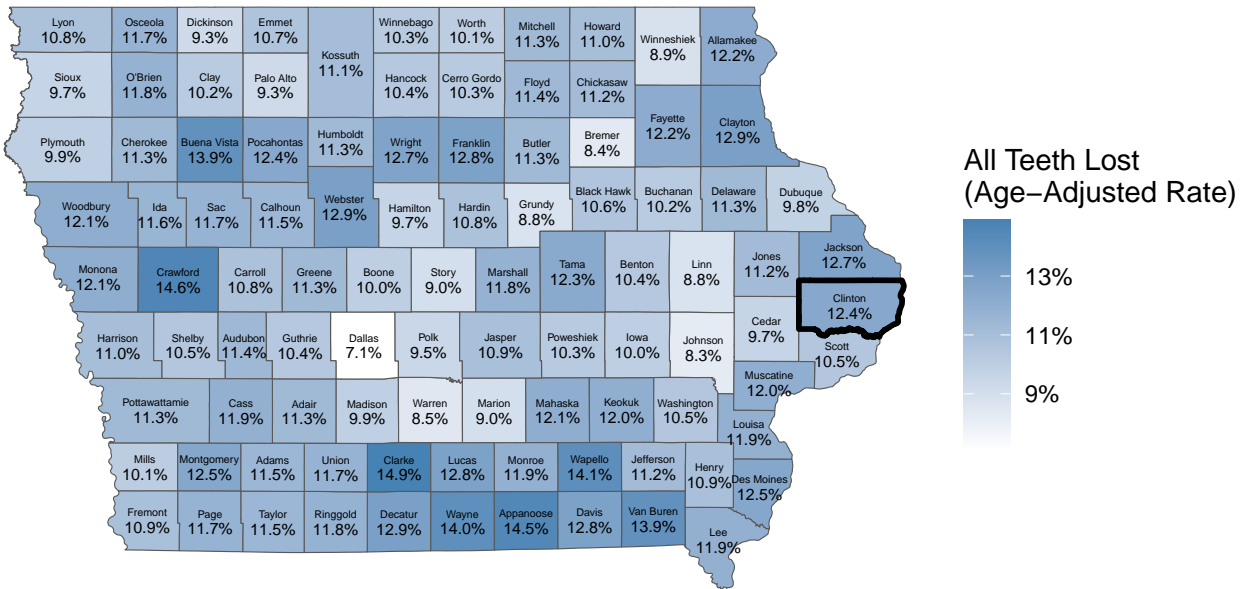 Lyon
10.8%
Osceola
11.7%
Dickinson
9.3%
Emmet
10.7%
Kossuth
11.1%
Winnebago
10.3%
Worth
10.1%
Mitchell
11.3%
Howard
11.0%
Winneshiek
8.9%
Allamakee
12.2%
Sioux
9.7%
O'Brien
11.8%
Clay
10.2%
Palo Alto
9.3%
Hancock
10.4%
Cerro Gordo
10.3%
Floyd
11.4%
Chickasaw
11.2%
Fayette
12.2%
Clayton
12.9%
Plymouth
9.9%
Cherokee
11.3%
Buena Vista
13.9%
Pocahontas
12.4%
Humboldt
11.3%
Wright
12.7%
Franklin
12.8%
Butler
11.3%
Bremer
8.4%
Woodbury
12.1%
Ida
11.6%
Sac
11.7%
Calhoun
11.5%
Webster
12.9%
Hamilton
9.7%
Hardin
10.8%
Grundy
8.8%
Black Hawk
10.6%
Buchanan
10.2%
Delaware
11.3%
Dubuque
9.8%
Monona
12.1%
Crawford
14.6%
Carroll
10.8%
Greene
11.3%
Boone
10.0%
Story
9.0%
Marshall
11.8%
Tama
12.3%
Benton
10.4%
Linn
8.8%
Jones
11.2%
Jackson
12.7%
Clinton
12.4%
Harrison
11.0%
Shelby
10.5%
Audubon
11.4%
Guthrie
10.4%
Dallas
7.1%
Polk
9.5%
Jasper
10.9%
Poweshiek
10.3%
Iowa
10.0%
Johnson
8.3%
Cedar
9.7%
Scott
10.5%
Muscatine
12.0%
Pottawattamie
11.3%
Cass
11.9%
Adair
11.3%
Madison
9.9%
Warren
8.5%
Marion
9.0%
Mahaska
12.1%
Keokuk
12.0%
Washington
10.5%
Louisa
11.9%
Mills
10.1%
Montgomery
12.5%
Adams
11.5%
Union
11.7%
Clarke
14.9%
Lucas
12.8%
Monroe
11.9%
Wapello
14.1%
Jefferson
11.2%
Henry
10.9%
Des Moines
12.5%
Fremont
10.9%
Page
11.7%
Taylor
11.5%
Ringgold
11.8%
Decatur
12.9%
Wayne
14.0%
Appanoose
14.5%
Davis
12.8%
Van Buren
13.9%
Lee
11.9%
All Teeth Lost
(Age−Adjusted Rate)
13%
11%
9%